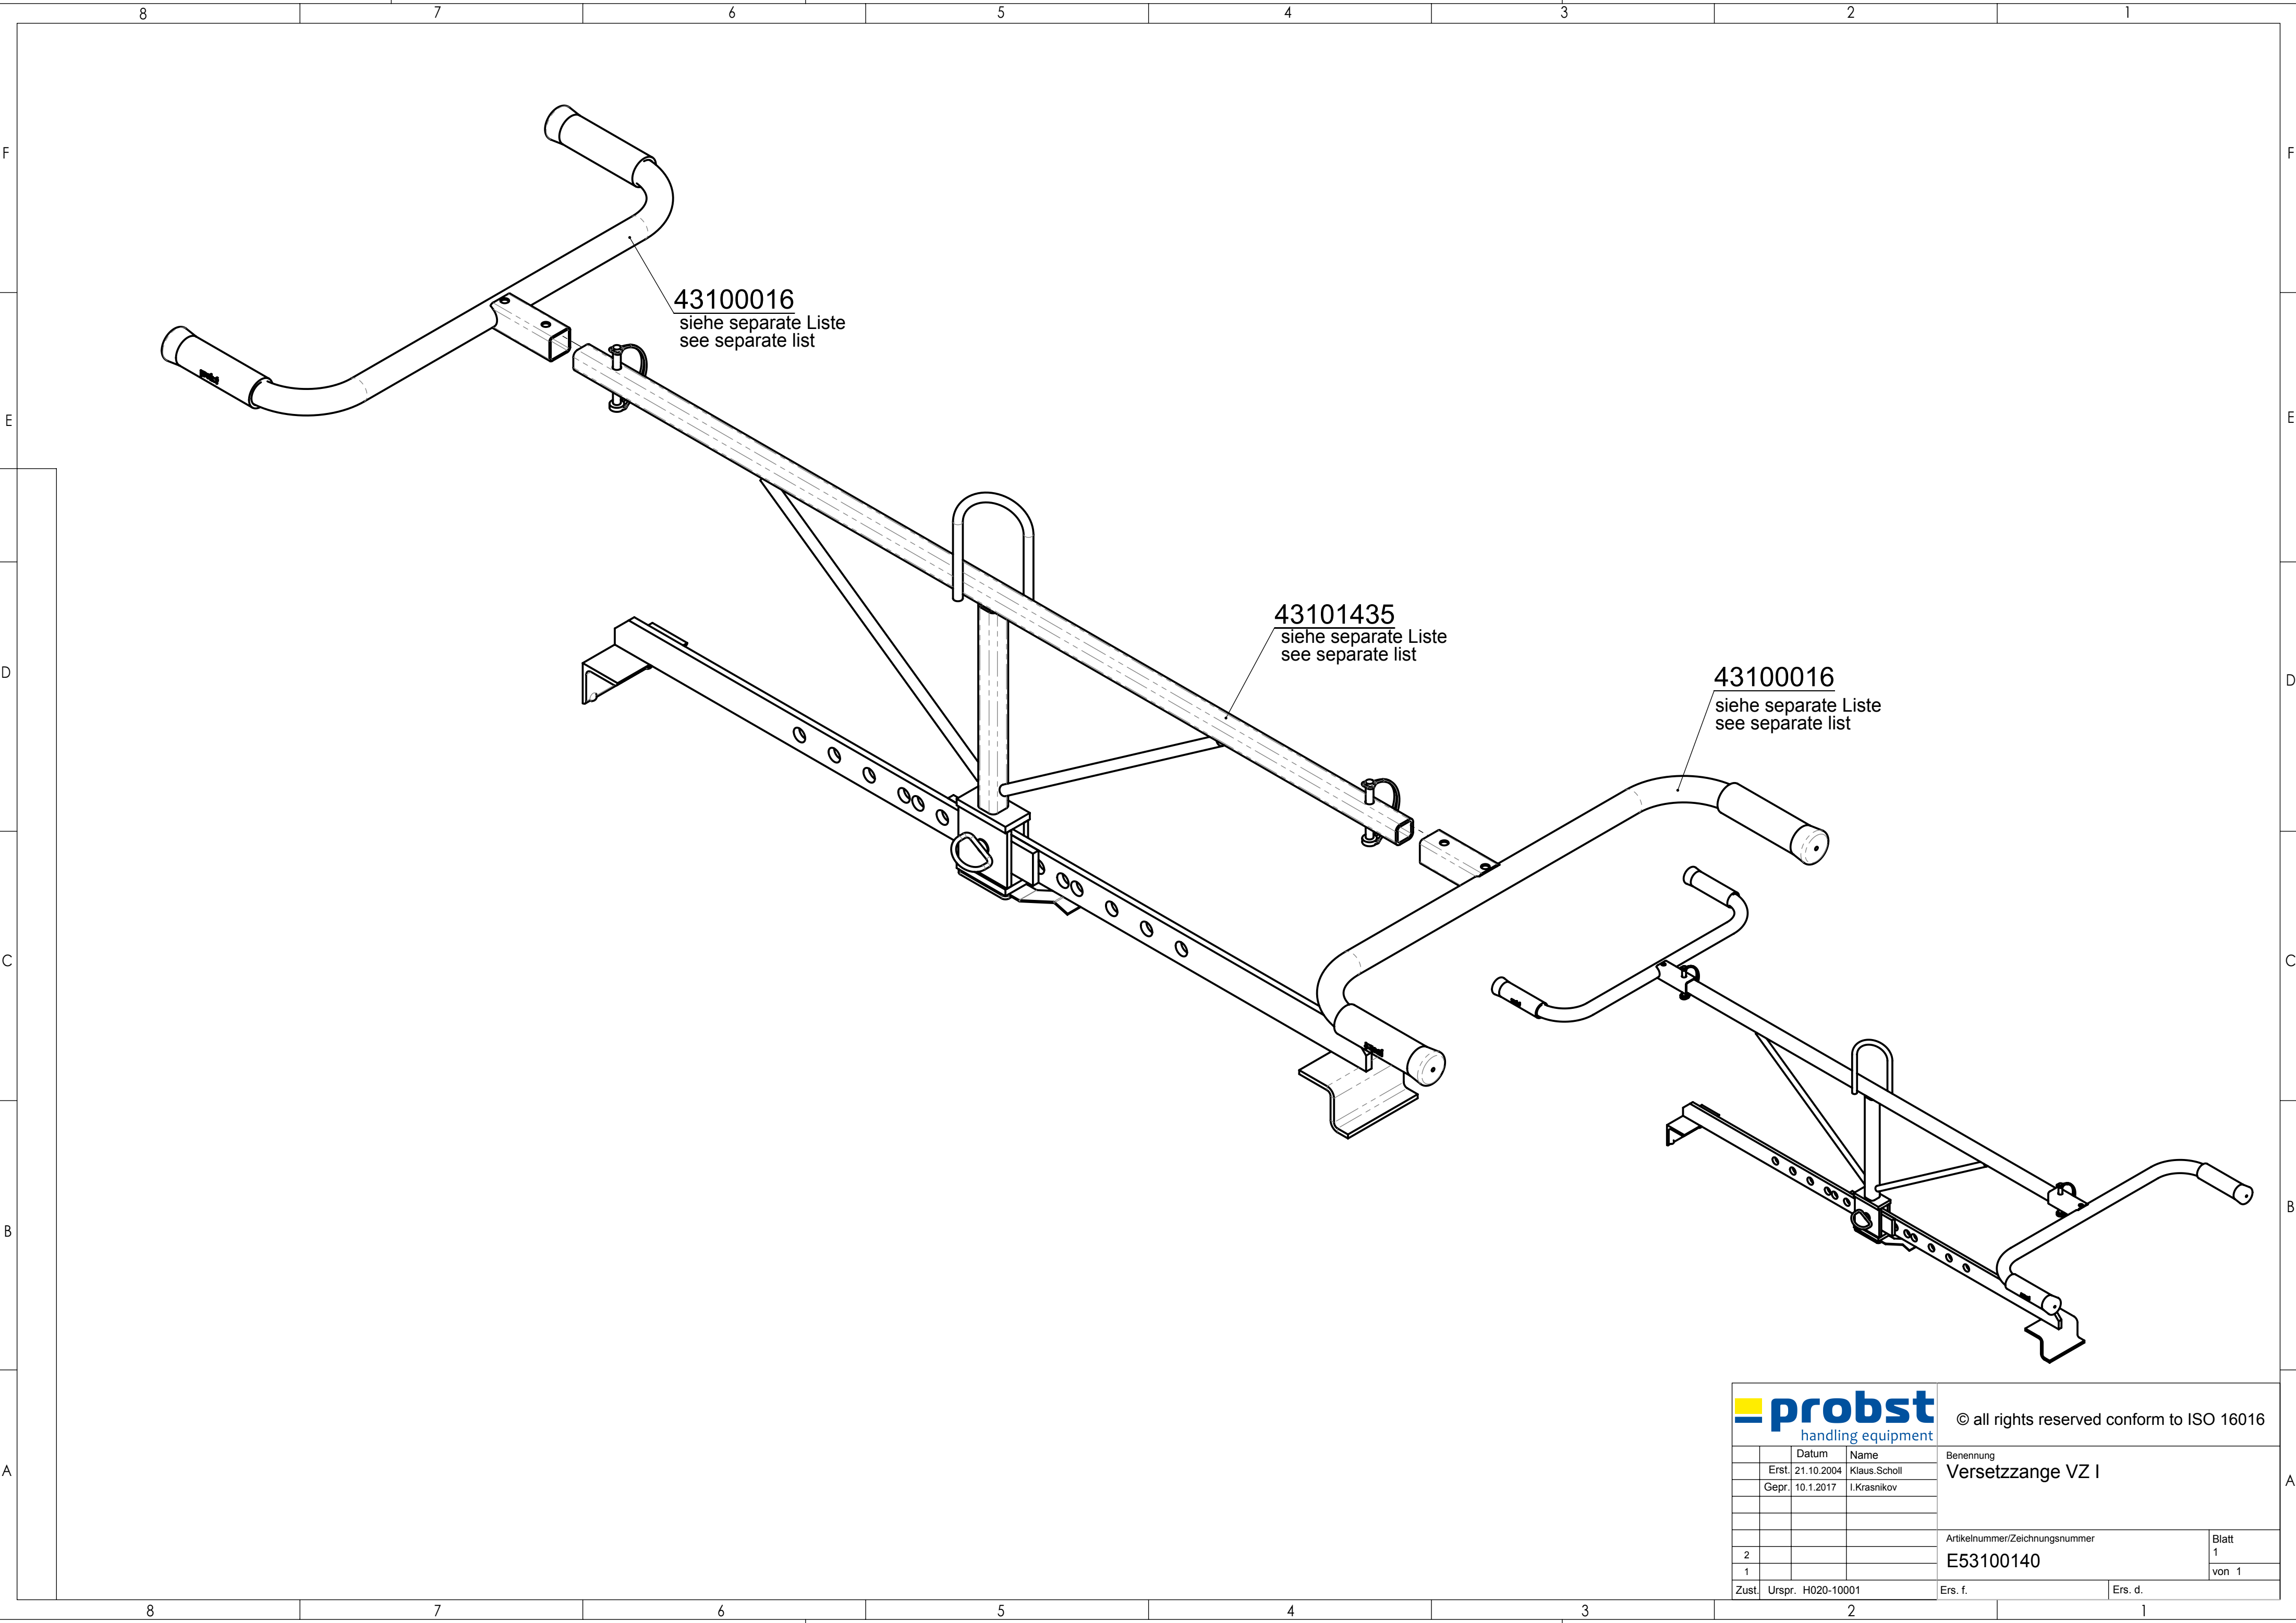 8 7 6 5 4 3 2 1
F F
43100016
siehe separate Liste
see separate list
E E
43101435
siehe separate Liste
see separate list
D D
43100016
siehe separate Liste
see separate list
C C
B B
probst
handling equipment
© all rights reserved conform to ISO 16016
Datum Name
Erst. 21.10.2004 Klaus.Scholl
Gepr. 10.1.2017 I.Krasnikov
Benennung
Versetzzange VZ I
A A
Artikelnummer/Zeichnungsnummer
E53100140
Blatt
1
von 1
2
1
Zust. Urspr. H020-10001 Ers. f. Ers. d.
8 7 6 5 4 3 2 1